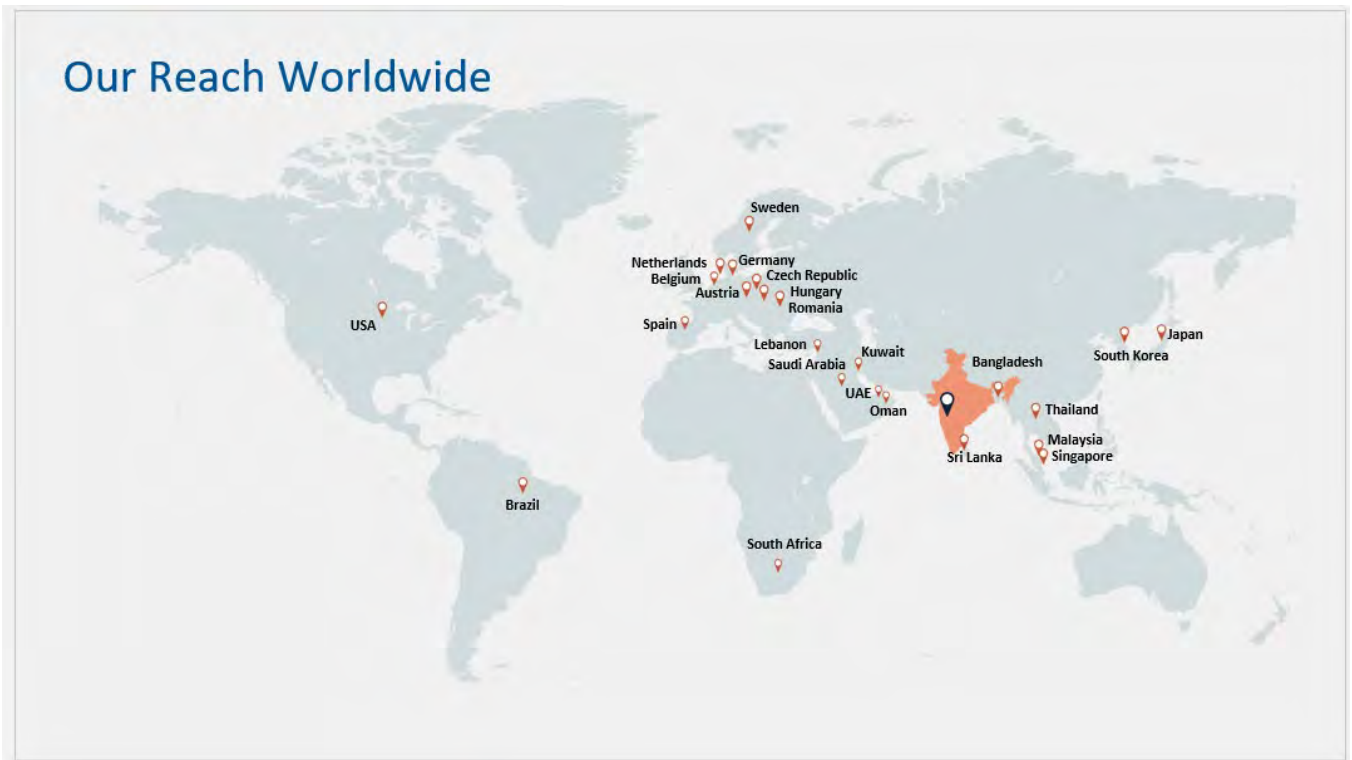 Our Reach Worldwide
Sweden
Netherlands
Germany
Belgium
Czech Republic
Austria
Hungary
Romania
Spain
USA
Lebanon
Kuwait
Saudi Arabia
UAE
Oman
Bangladesh
South Korea
Japan
Thailand
Malaysia
Sri Lanka
Singapore
Brazil
South Africa